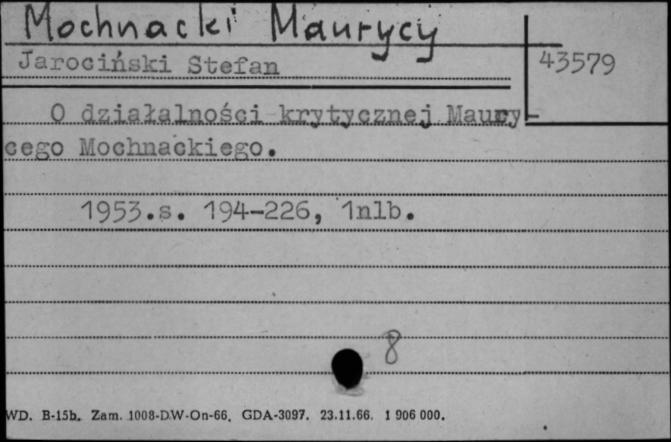 Mochnacki Maurycy
Jarociński Stefan
43579
O działalności krytycznej Maury-
cego Mochnackiego.
1953.s. 194-226, 1nlb.
8
WD. B-15b. Zam. 1008-D.W-On-66. GDA-3097. 23.11.66. 1 906 000.